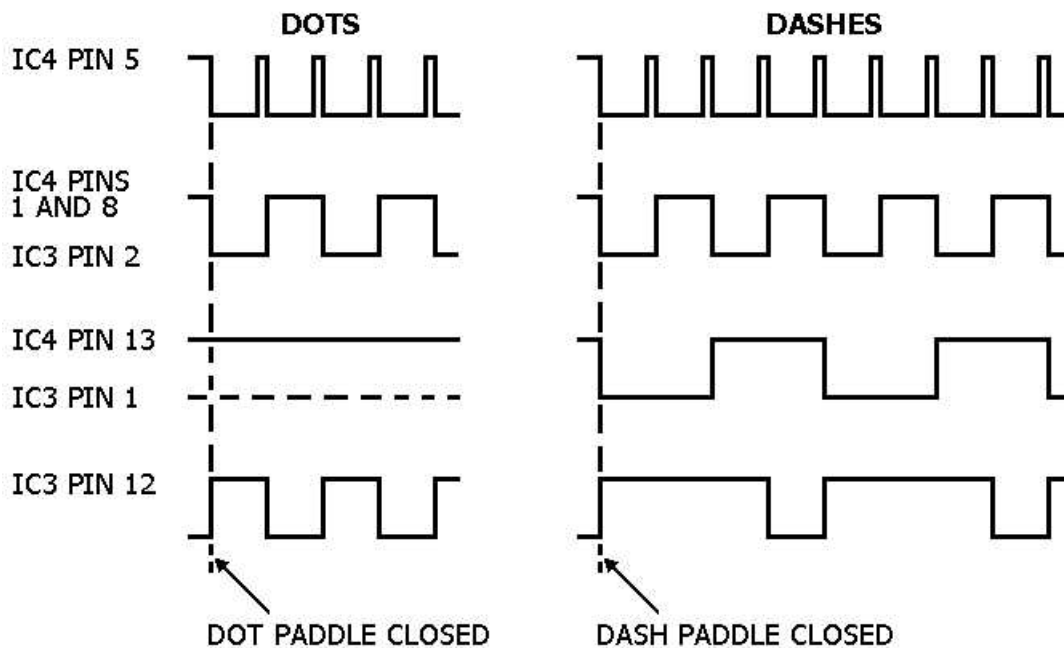 DOTS
DASHES
IC4 PIN 5
IC4 PINS
1 AND 8
IC3 PIN 2
IC4 PIN 13
IC3 PIN 1
IC3 PIN 12
DOT PADDLE CLOSED
DASH PADDLE CLOSED